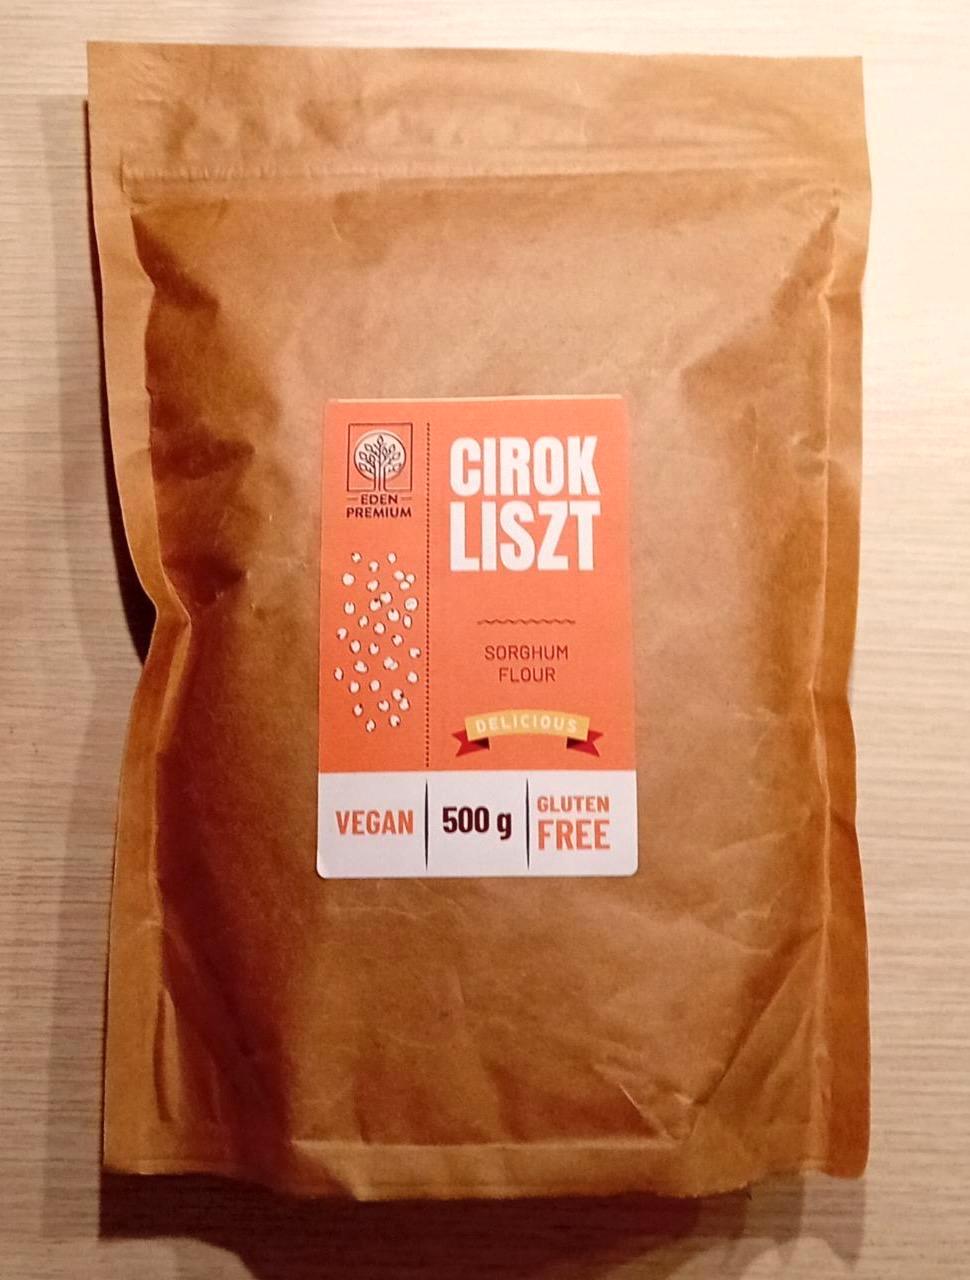 EDEN
PREMIUM
CIROK
LISZT
SORGHUM
FLOUR
DELICIOUS
VEGAN
500 g
GLUTEN
FREE